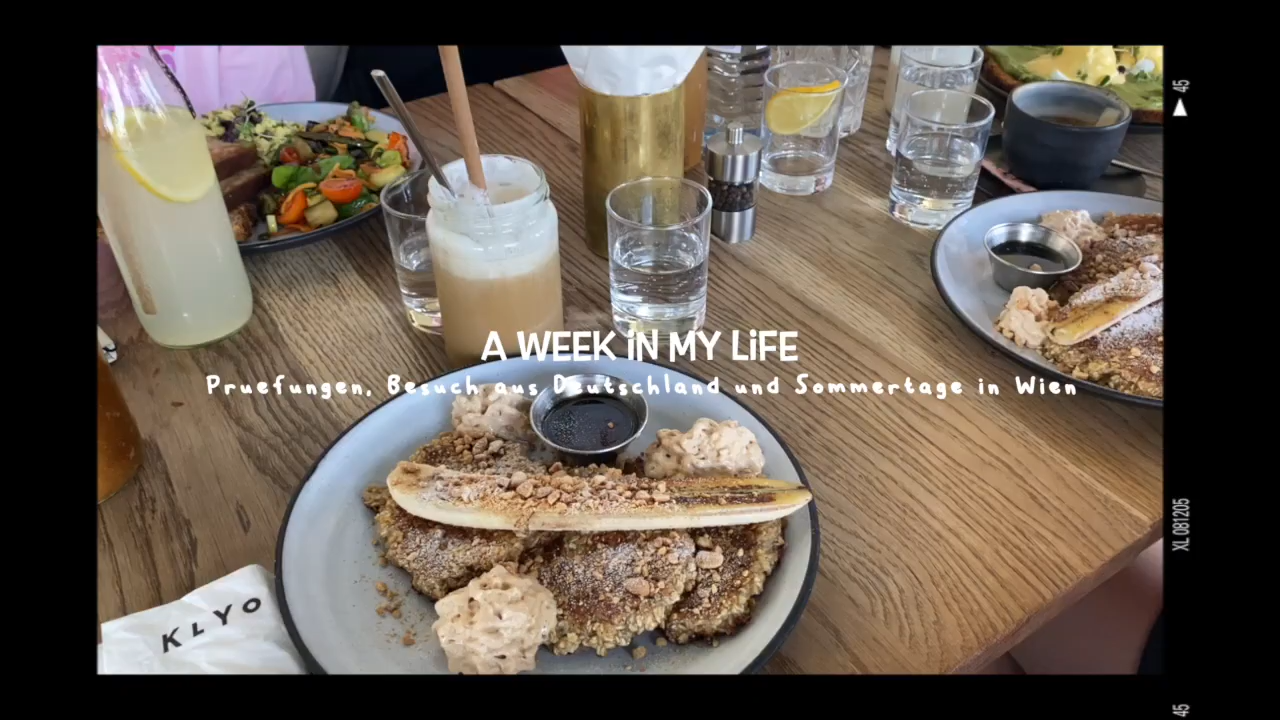 A WEEK iN MY LiFE
Pruefungen, Besuch aus Deutschland und Sommertage in Wien
KLYO
45
XL 081205
45